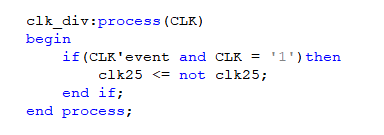 clk_div:process(CLK)
begin
    if(CLK'event and CLK = '1')then
        clk25 <= not clk25;
    end if;
end process;